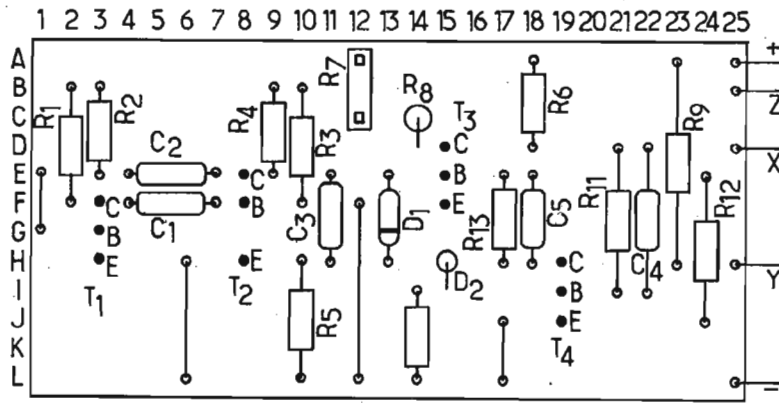 1 2 3 4 5 6 7 8 9 10 11 12 13 14 15 16 17 18 19 20 21 22 23 24 25
A
B
C
D
E
F
G
H
I
J
K
L
R1
R2
C2
C1
C
B
E
T1
R4
R3
C
B
E
T2
R7
R8
C3
D1
R5
T3
C
B
E
D2
R13
R6
C5
C
B
E
T4
R11
C4
R9
R12
+
Z
X
Y
-